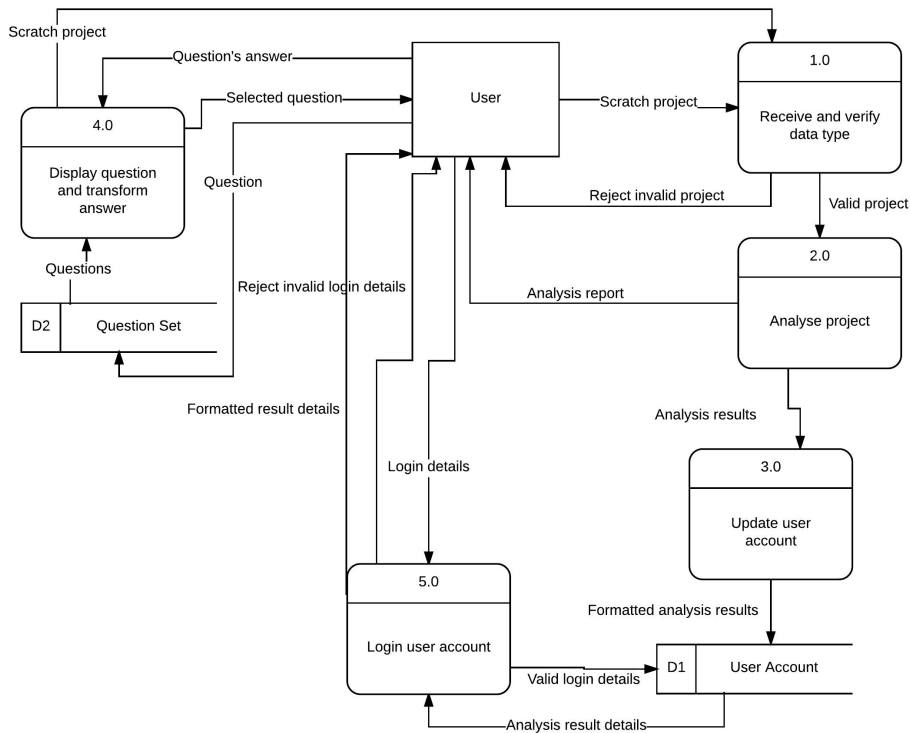 Scratch project
Question's answer
Selected question
User
Scratch project
1.0
Receive and verify
data type
4.0
Display question
and transform
answer
Question
Reject invalid project
Valid project
2.0
Analyse project
Questions
D2
Question Set
Reject invalid login details
Analysis report
Formatted result details
Analysis results
Login details
3.0
Update user
account
5.0
Login user account
Formatted analysis results
D1
User Account
Valid login details
Analysis result details